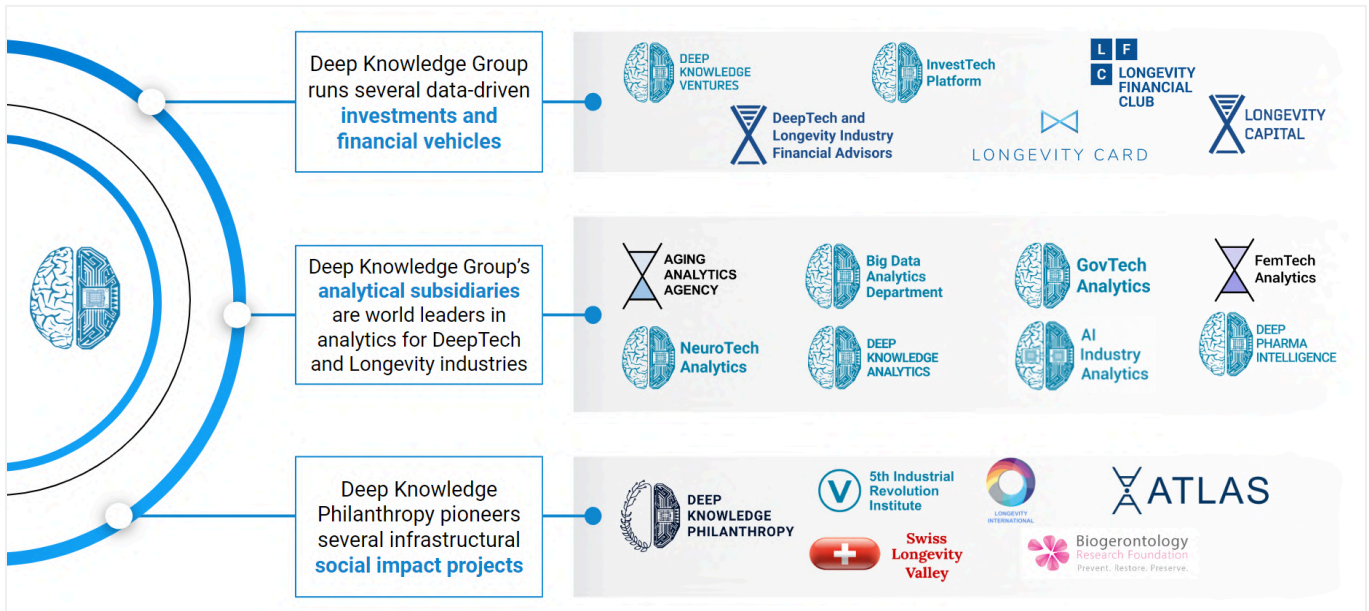 Deep Knowledge Group
runs several data-driven
investments and
financial vehicles
DEEP
KNOWLEDGE
VENTURES
InvestTech
Platform
L F
C LONGEVITY
FINANCIAL
CLUB
DeepTech and
Longevity Industry
Financial Advisors
LONGEVITY CARD
LONGEVITY
CAPITAL
Deep Knowledge Group’s
analytical subsidiaries
are world leaders in
analytics for DeepTech
and Longevity industries
AGING
ANALYTICS
AGENCY
Big Data
Analytics
Department
GovTech
Analytics
FemTech
Analytics
NeuroTech
Analytics
DEEP
KNOWLEDGE
ANALYTICS
AI
Industry
Analytics
DEEP
PHARMA
INTELLIGENCE
Deep Knowledge
Philanthropy pioneers
several infrastructural
social impact projects
DEEP
KNOWLEDGE
PHILANTHROPY
V
5th Industrial
Revolution
Institute
LONGEVITY
INTERNATIONAL
ATLAS
Swiss
Longevity
Valley
Biogerontology
Research Foundation
Prevent. Restore. Preserve.